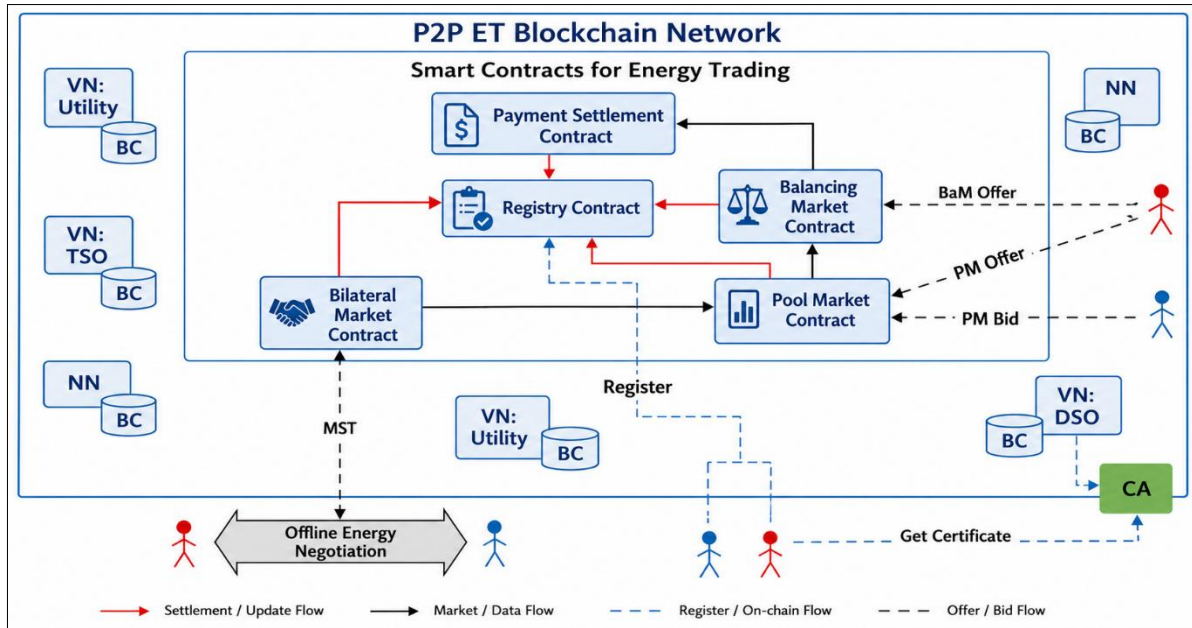 P2P ET Blockchain Network
Smart Contracts for Energy Trading
VN:
Utility
BC
NN
BC
Payment Settlement
Contract
$
Registry Contract
Balancing
Market
Contract
BaM Offer
PM Offer
VN:
TSO
BC
Bilateral
Market
Contract
Pool Market
Contract
PM Bid
NN
BC
Register
MST
VN:
Utility
BC
VN:
DSO
BC
CA
Offline Energy
Negotiation
Get Certificate
Settlement / Update Flow
Market / Data Flow
Register / On-chain Flow
Offer / Bid Flow